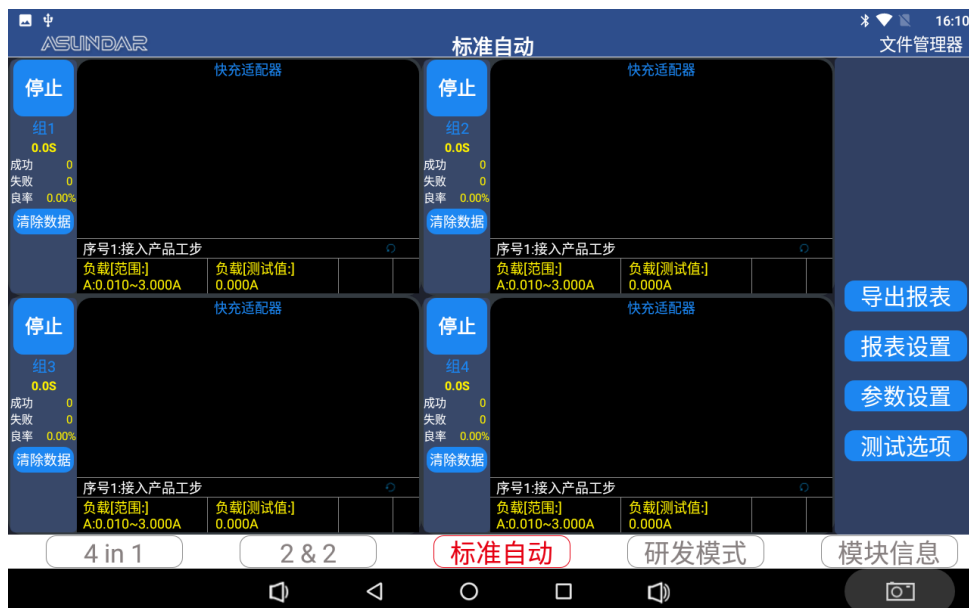 16:10
ASUNDAR
标准自动
文件管理器
停止
快充适配器
组1
0.0S
成功 0
失败 0
良率 0.00%
清除数据
序号1:接入产品工步
负载[范围:] 负载[测试值:]
A:0.010~3.000A 0.000A
停止
快充适配器
组2
0.0S
成功 0
失败 0
良率 0.00%
清除数据
序号1:接入产品工步
负载[范围:] 负载[测试值:]
A:0.010~3.000A 0.000A
停止
快充适配器
组3
0.0S
成功 0
失败 0
良率 0.00%
清除数据
序号1:接入产品工步
负载[范围:] 负载[测试值:]
A:0.010~3.000A 0.000A
停止
快充适配器
组4
0.0S
成功 0
失败 0
良率 0.00%
清除数据
序号1:接入产品工步
负载[范围:] 负载[测试值:]
A:0.010~3.000A 0.000A
导出报表
报表设置
参数设置
测试选项
4 in 1 2 & 2 标准自动 研发模式 模块信息